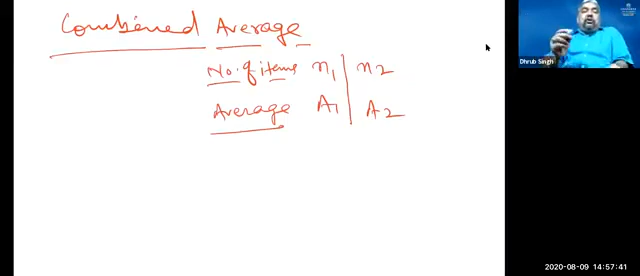 Combined Average
No. of items n1 | n2
Average A1 | A2
Dhrub Singh
2020-08-09 14:57:41